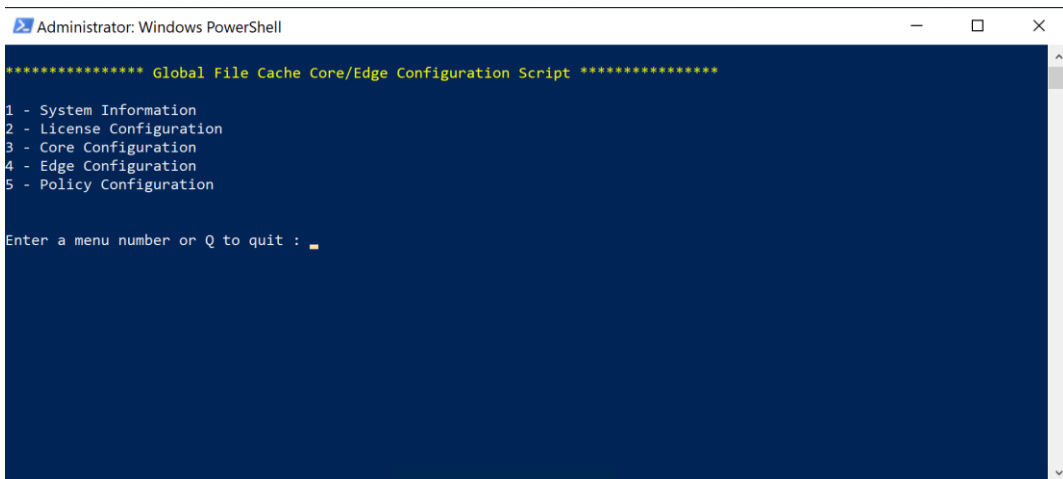 Administrator: Windows PowerShell
**************** Global File Cache Core/Edge Configuration Script ****************
1 - System Information
2 - License Configuration
3 - Core Configuration
4 - Edge Configuration
5 - Policy Configuration
Enter a menu number or Q to quit :